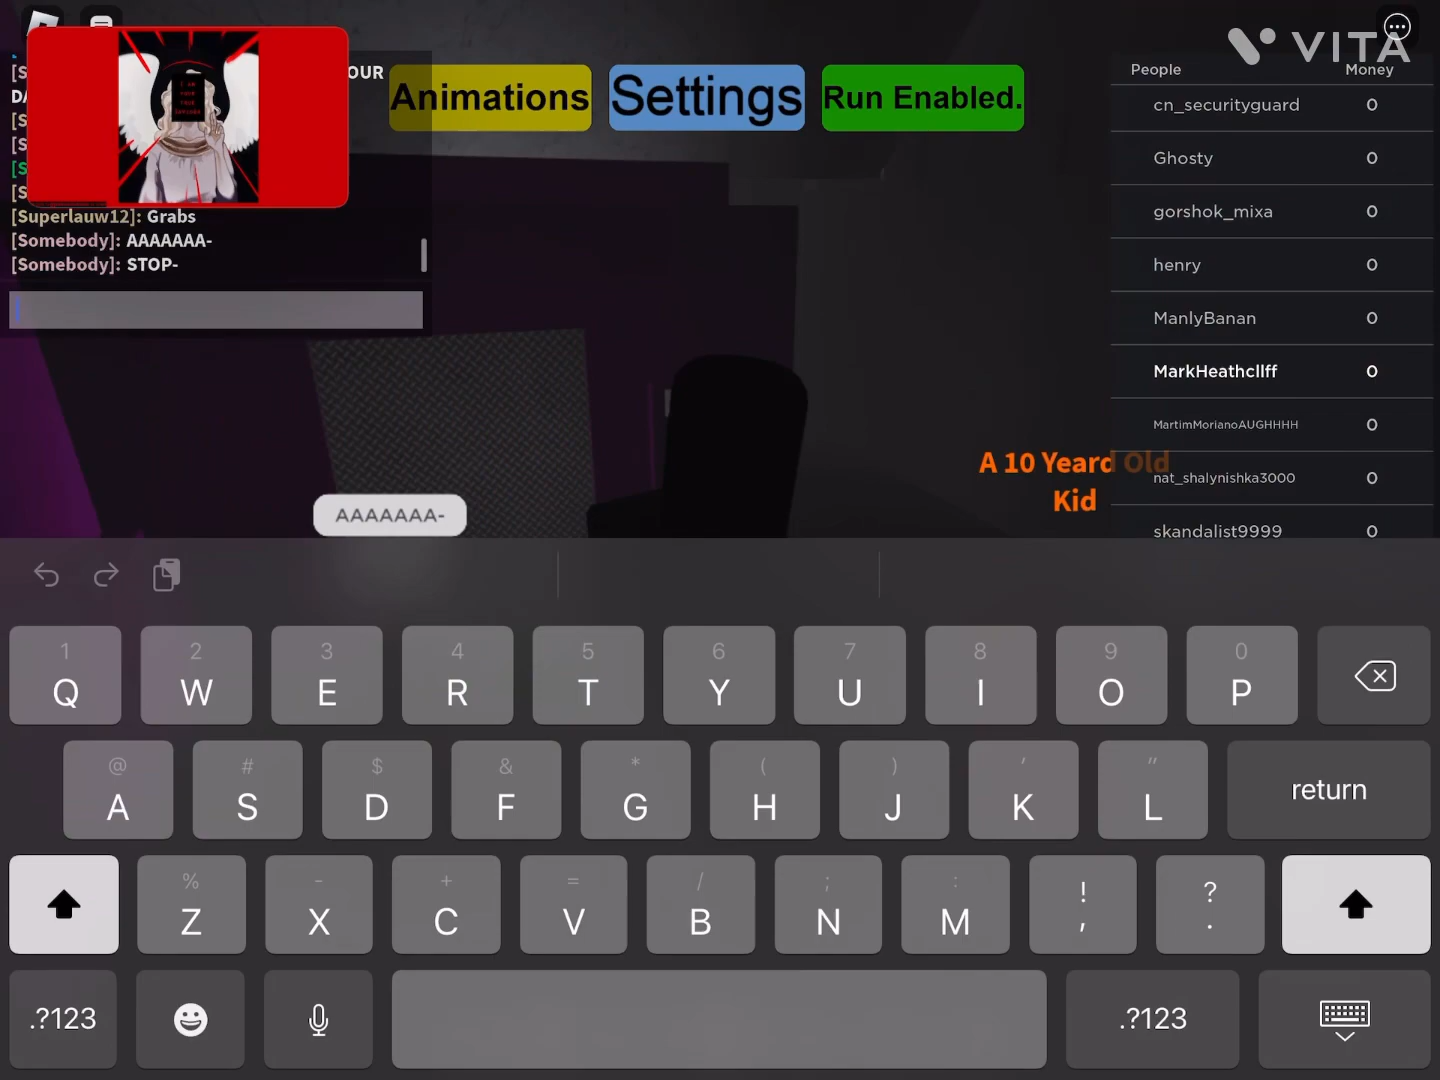 VITA
OUR
DA
Animations
Settings
Run Enabled.
[S
[S
[S
[S
[S
[Superlauw12]: Grabs
[Somebody]: AAAAAAA-
[Somebody]: STOP-
People Money
cn_securityguard 0
Ghosty 0
gorshok_mixa 0
henry 0
ManlyBanan 0
MarkHeathclIff 0
MartimMorianoAUGHHHH 0
nat_shalynishka3000 0
skandalist9999 0
A 10 Yeard Old
Kid
AAAAAAA-
1 2 3 4 5 6 7 8 9 0
Q W E R T Y U I O P
@ # $ & * ( ) ' "
A S D F G H J K L return
% - + = / ; : ! ?
Z X C V B N M , .
.?123 .?123